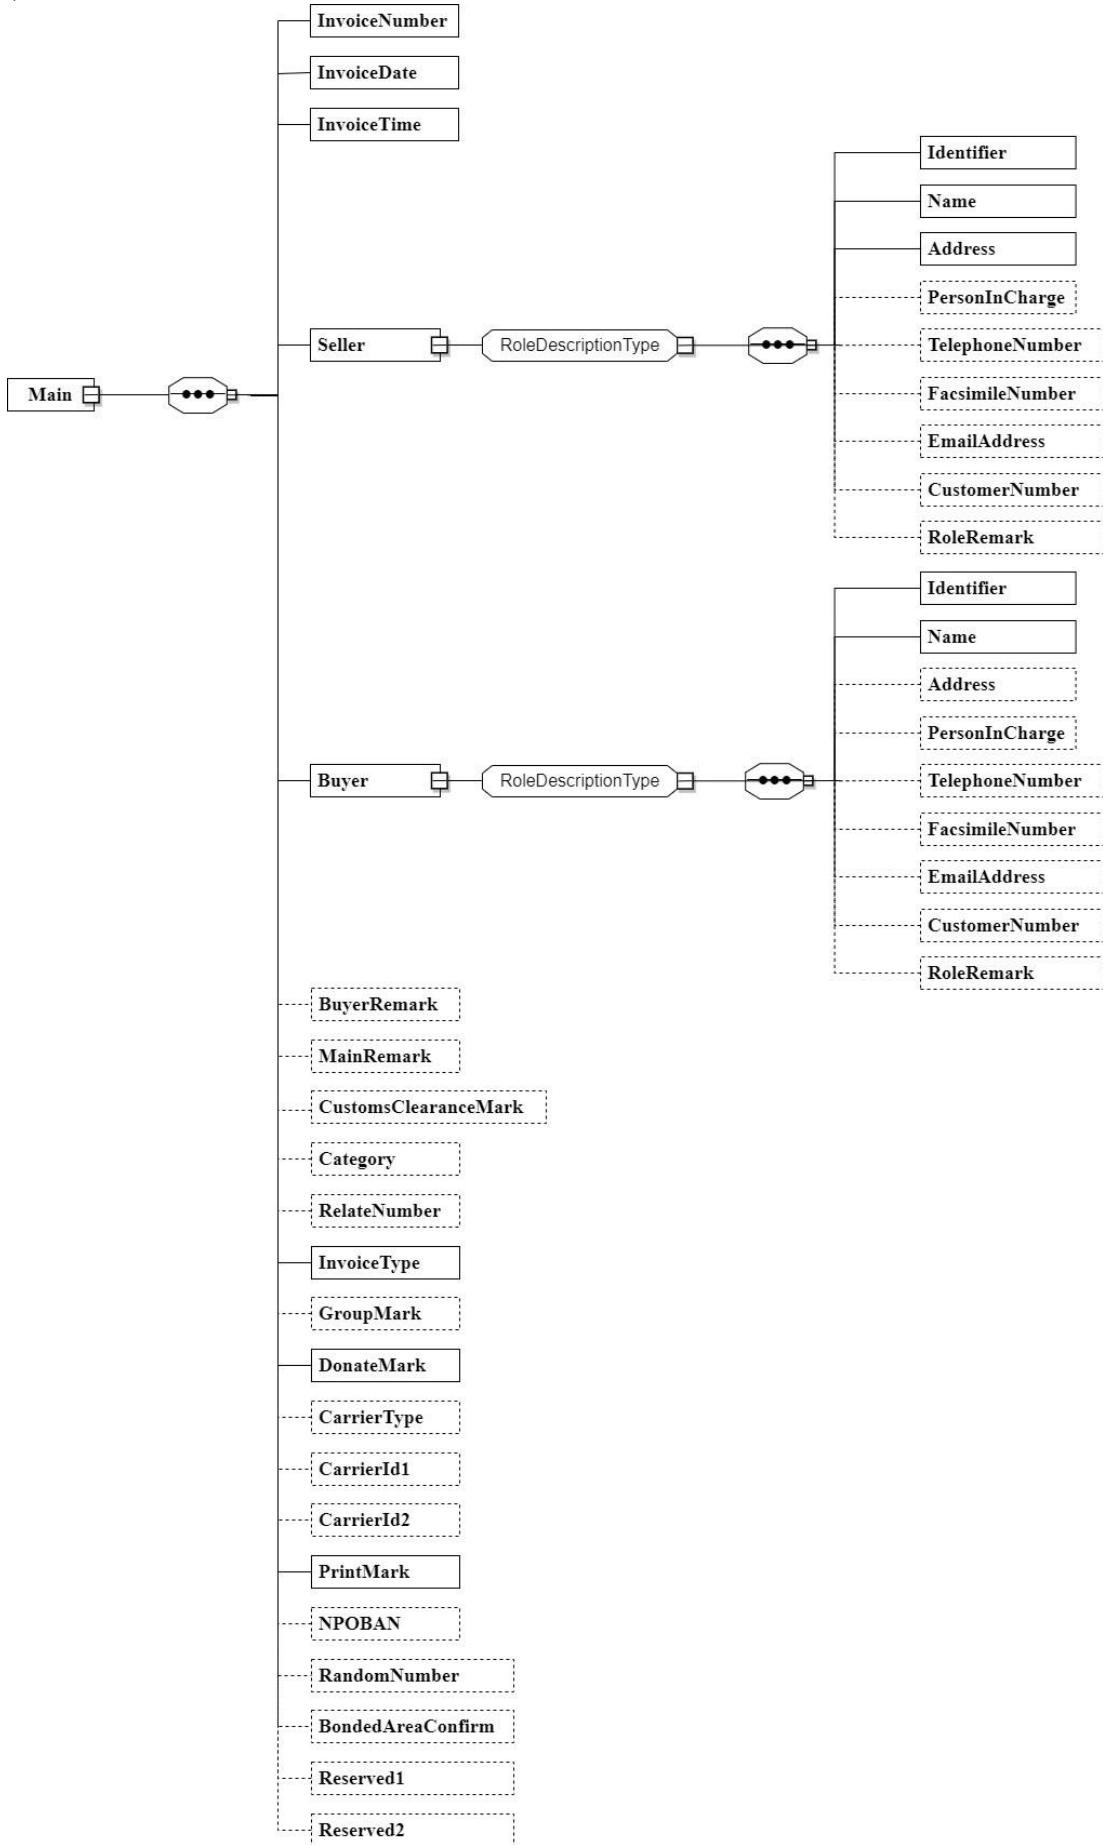 InvoiceNumber
InvoiceDate
InvoiceTime
Identifier
Name
Address
PersonInCharge
Seller
RoleDescriptionType
TelephoneNumber
Main
FacsimileNumber
EmailAddress
CustomerNumber
RoleRemark
Identifier
Name
Address
PersonInCharge
Buyer
RoleDescriptionType
TelephoneNumber
FacsimileNumber
EmailAddress
CustomerNumber
RoleRemark
BuyerRemark
MainRemark
CustomsClearanceMark
Category
RelateNumber
InvoiceType
GroupMark
DonateMark
CarrierType
CarrierId1
CarrierId2
PrintMark
NPOBAN
RandomNumber
BondedAreaConfirm
Reserved1
Reserved2